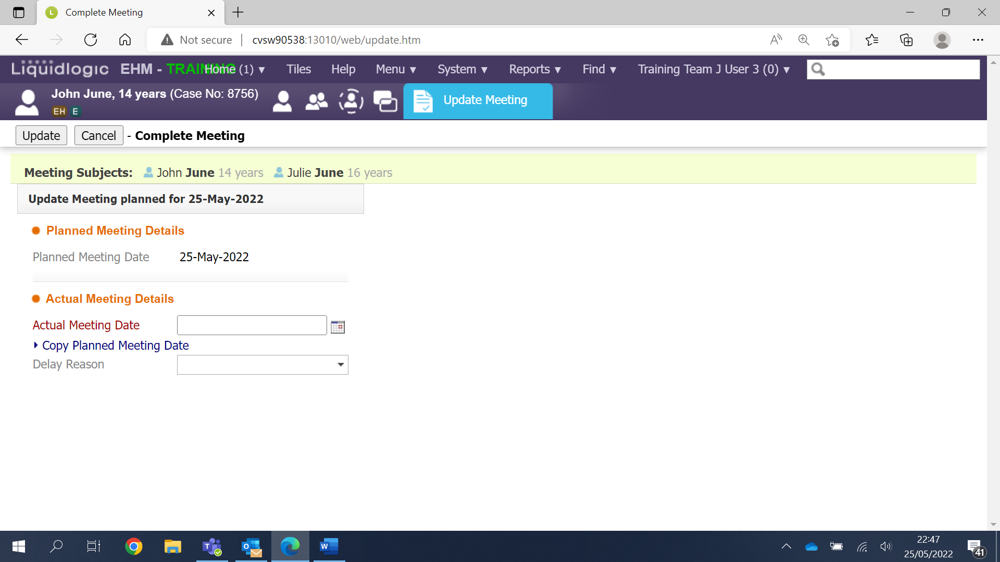 Complete Meeting
Not secure cvsw90538:13010/web/update.htm
Liquidlogic EHM - TRAINING Home (1) Tiles Help Menu System Reports Find Training Team J User 3 (0)
John June, 14 years (Case No: 8756)
EH E
Update Meeting
Update Cancel - Complete Meeting
Meeting Subjects: John June 14 years Julie June 16 years
Update Meeting planned for 25-May-2022
Planned Meeting Details
Planned Meeting Date 25-May-2022
Actual Meeting Details
Actual Meeting Date
Copy Planned Meeting Date
Delay Reason
22:47
25/05/2022
41